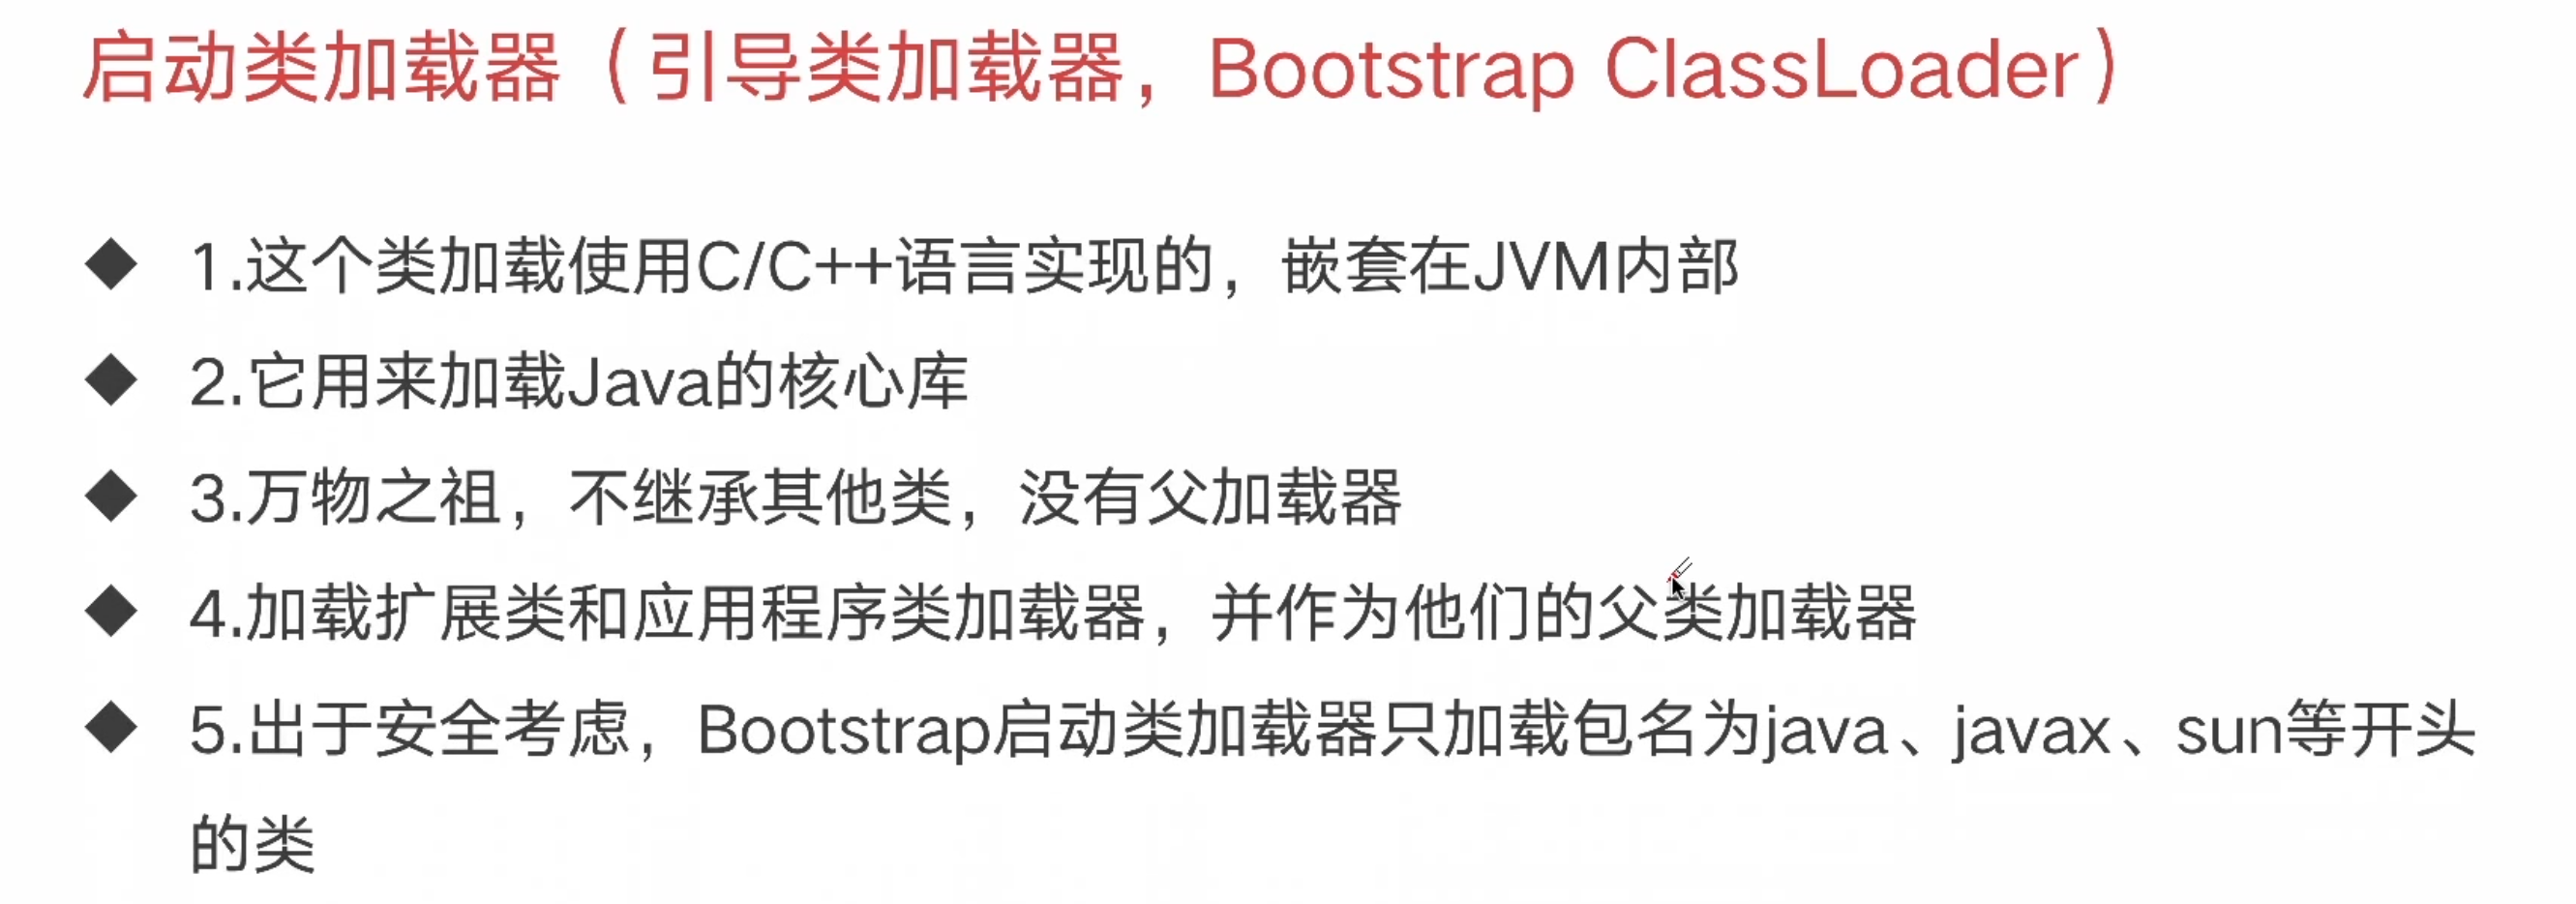 启动类加载器（引导类加载器，Bootstrap ClassLoader）
1.这个类加载使用C/C++语言实现的，嵌套在JVM内部
2.它用来加载Java的核心库
3.万物之祖，不继承其他类，没有父加载器
4.加载扩展类和应用程序类加载器，并作为他们的父类加载器
5.出于安全考虑，Bootstrap启动类加载器只加载包名为java、javax、sun等开头
的类